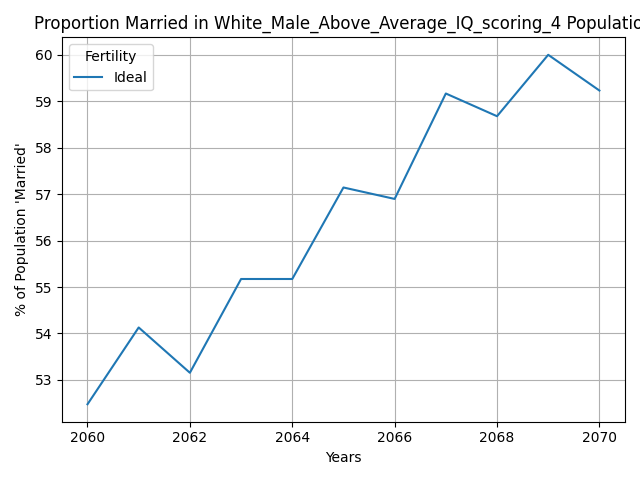 Proportion Married in White_Male_Above_Average_IQ_scoring_4 Populatio
Fertility
Ideal
% of Population 'Married'
60
59
58
57
56
55
54
53
2060 2062 2064 2066 2068 2070
Years